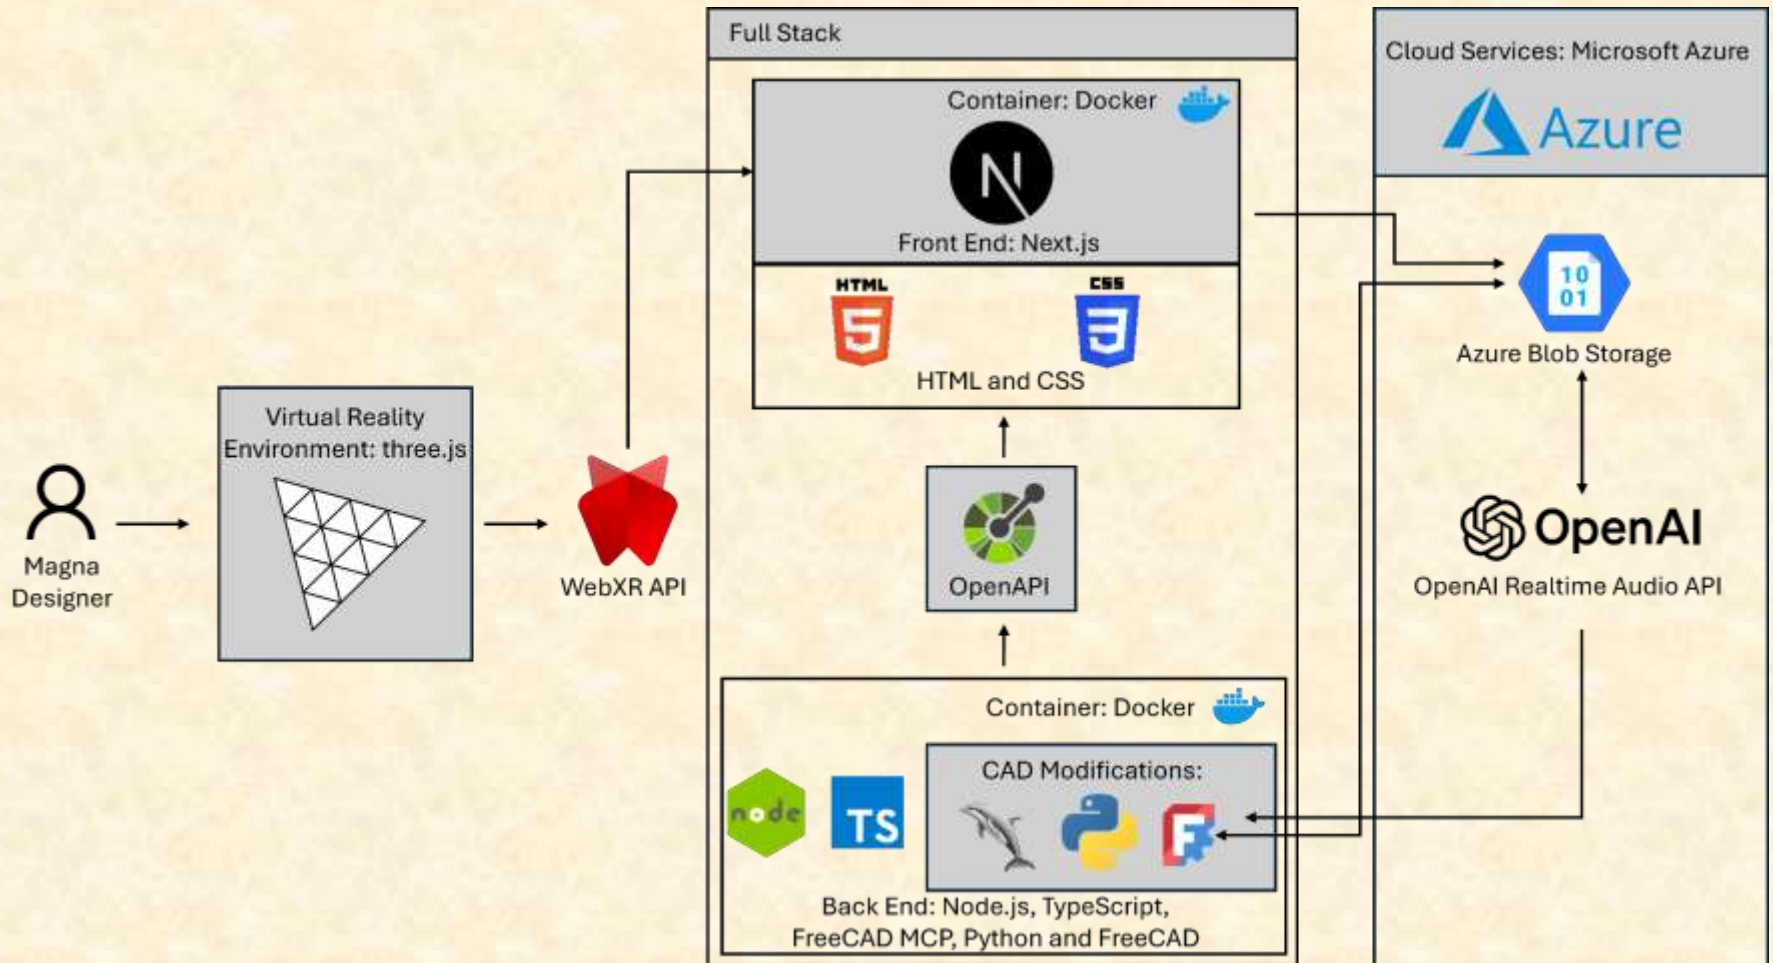 Full Stack
Container: Docker
N
Front End: Next.js
HTML
5
CSS
3
HTML and CSS
Cloud Services: Microsoft Azure
Azure
10
01
Azure Blob Storage
OpenAI
OpenAI Realtime Audio API
Virtual Reality
Environment: three.js
Magna
Designer
WebXR API
OpenAPI
Container: Docker
CAD Modifications:
node
TS
F
Back End: Node.js, TypeScript,
FreeCAD MCP, Python and FreeCAD